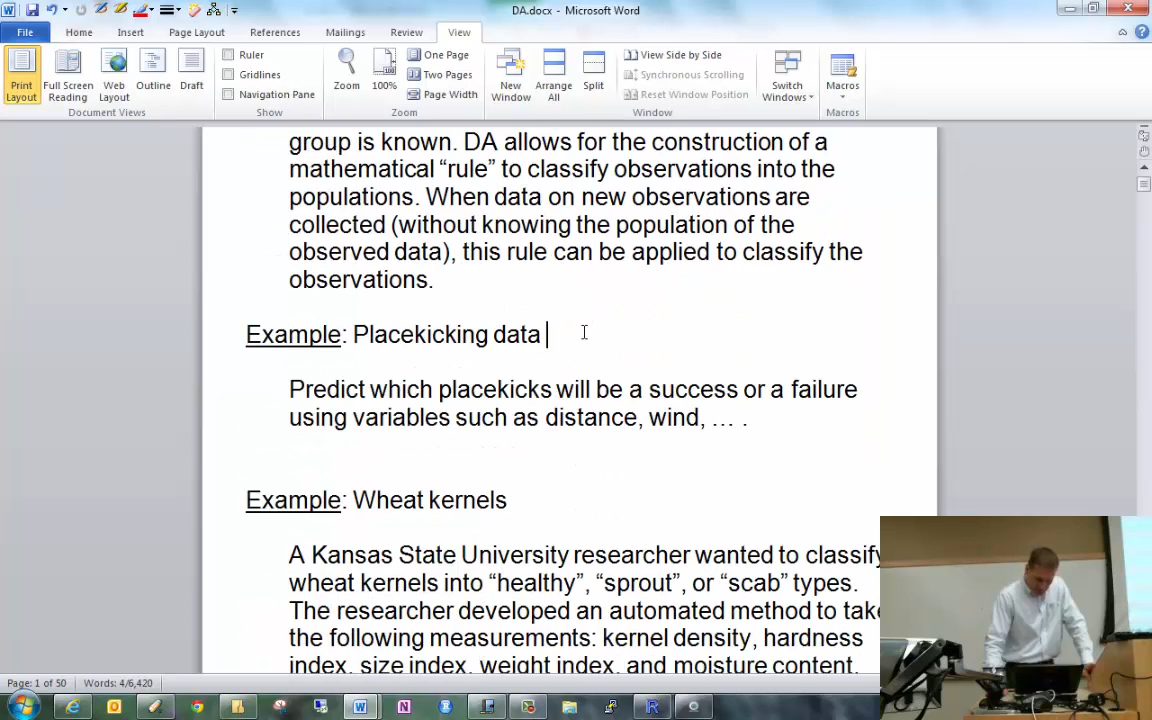 DA.docx - Microsoft Word
File Home Insert Page Layout References Mailings Review View
Ruler One Page View Side by Side
Gridlines Two Pages Synchronous Scrolling
Navigation Pane Page Width Reset Window Position
Print Layout Full Screen Reading Web Layout Outline Draft Zoom 100% New Window Arrange All Split Switch Windows Macros
Document Views Show Zoom Window Macros
group is known. DA allows for the construction of a
mathematical “rule” to classify observations into the
populations. When data on new observations are
collected (without knowing the population of the
observed data), this rule can be applied to classify the
observations.
Example: Placekicking data
Predict which placekicks will be a success or a failure
using variables such as distance, wind, … .
Example: Wheat kernels
A Kansas State University researcher wanted to classify
wheat kernels into “healthy”, “sprout”, or “scab” types.
The researcher developed an automated method to take
the following measurements: kernel density, hardness
index, size index, weight index, and moisture content.
Page: 1 of 50 Words: 4/6,420